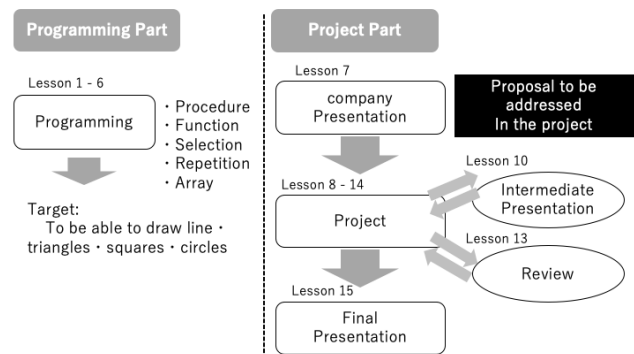 Programming Part
Lesson 1 - 6
Programming
・Procedure
・Function
・Selection
・Repetition
・Array
Target:
To be able to draw line・
triangles・squares・circles
Project Part
Lesson 7
company
Presentation
Proposal to be
addressed
In the project
Lesson 8 - 14
Project
Lesson 10
Intermediate
Presentation
Lesson 13
Review
Lesson 15
Final
Presentation